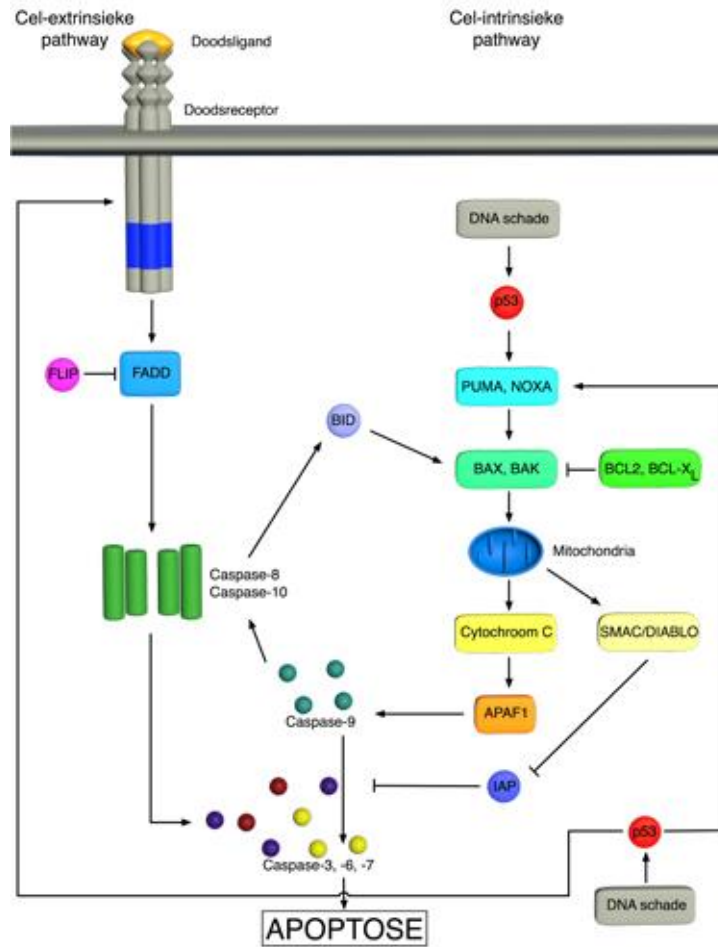 Cel-extrinsieke
pathway
Doodsligand
Doodsreceptor
Cel-intrinsieke
pathway
DNA schade
p53
FLIP
FADD
PUMA, NOXA
BID
BAX, BAK
BCL2, BCL-XL
Mitochondria
Caspase-8
Caspase-10
Cytochroom C
SMAC/DIABLO
Caspase-9
APAF1
IAP
Caspase-3, -6, -7
p53
DNA schade
APOPTOSE